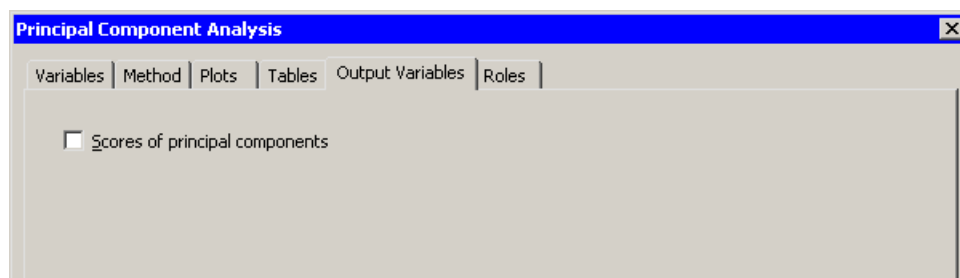 Principal Component Analysis
Variables Method Plots Tables Output Variables Roles
Scores of principal components